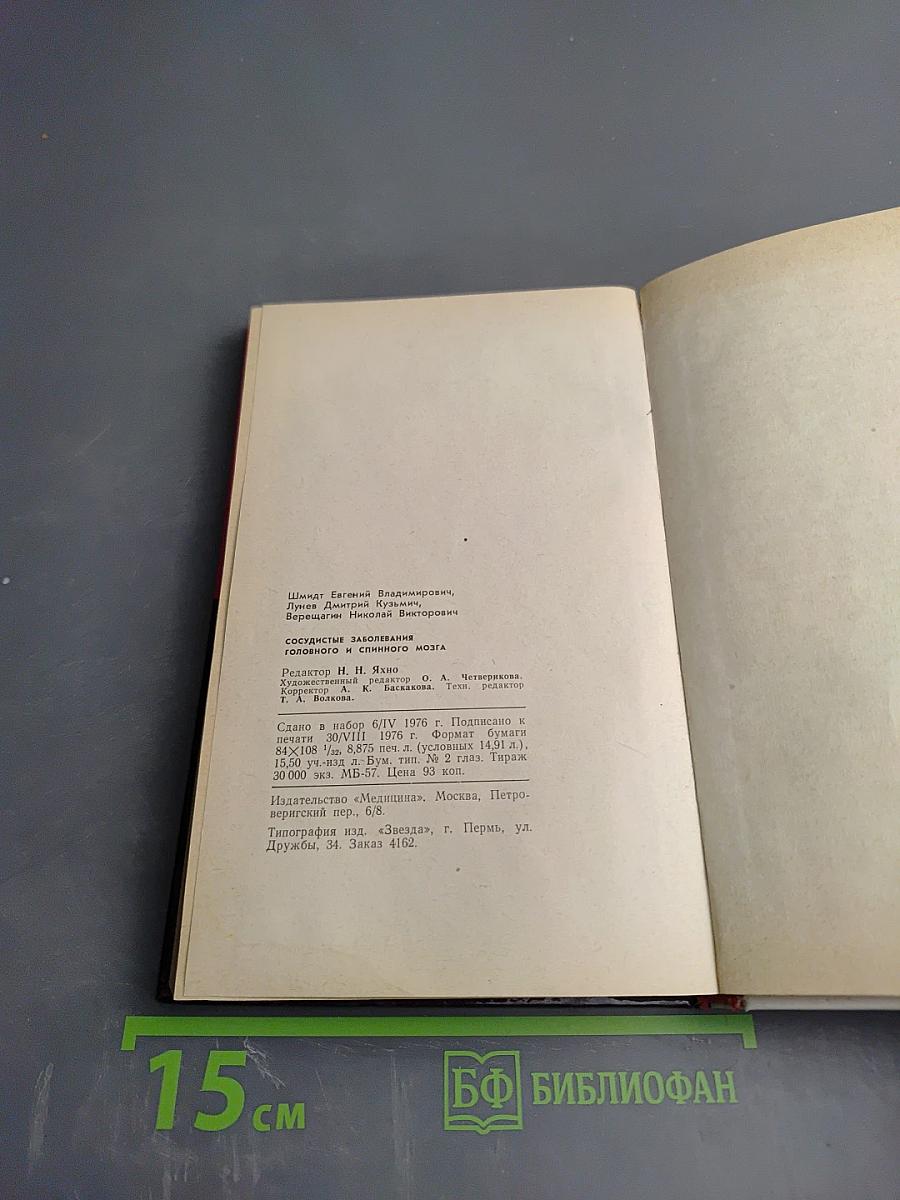 Шмидт Евгений Владимирович,
Лунев Дмитрий Кузьмич,
Верещагин Николай Викторович
СОСУДИСТЫЕ ЗАБОЛЕВАНИЯ
ГОЛОВНОГО И СПИННОГО МОЗГА
Редактор Н. Н. Яхно
Художественный редактор О. А. Четверикова.
Корректор А. К. Баскакова. Техн. редактор
Т. А. Волкова.
Сдано в набор 6/IV 1976 г. Подписано к
печати 30/VIII 1976 г. Формат бумаги
84×108 1/32, 8,875 печ. л. (условных 14,91 л.),
15,50 уч.-изд л. Бум. тип. № 2 глаз. Тираж
30 000 экз. МБ-57. Цена 93 коп.
Издательство «Медицина». Москва, Петро-
веригский пер., 6/8.
Типография изд. «Звезда», г. Пермь, ул.
Дружбы, 34. Заказ 4162.
15 см
БФ БИБЛИОФАН